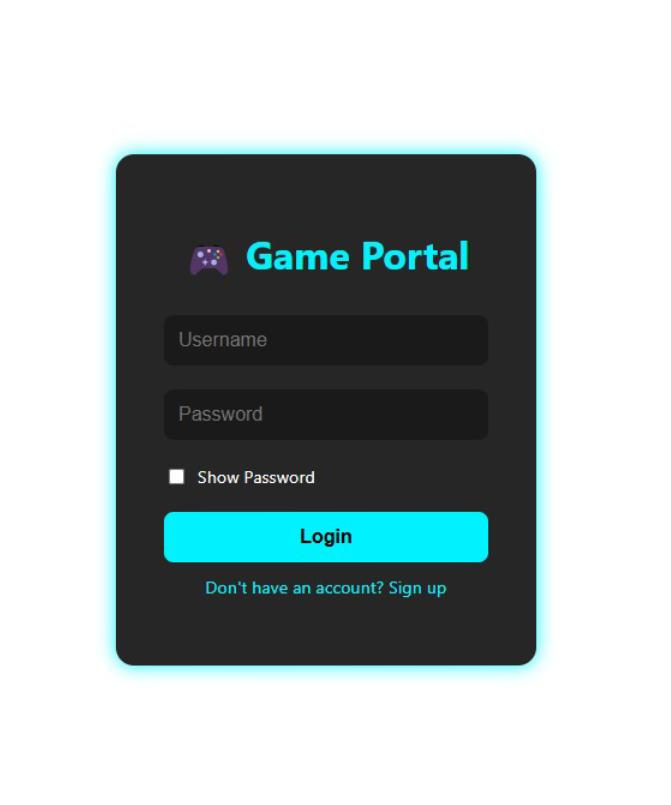 Game Portal
Username
Password
Show Password
Login
Don't have an account? Sign up